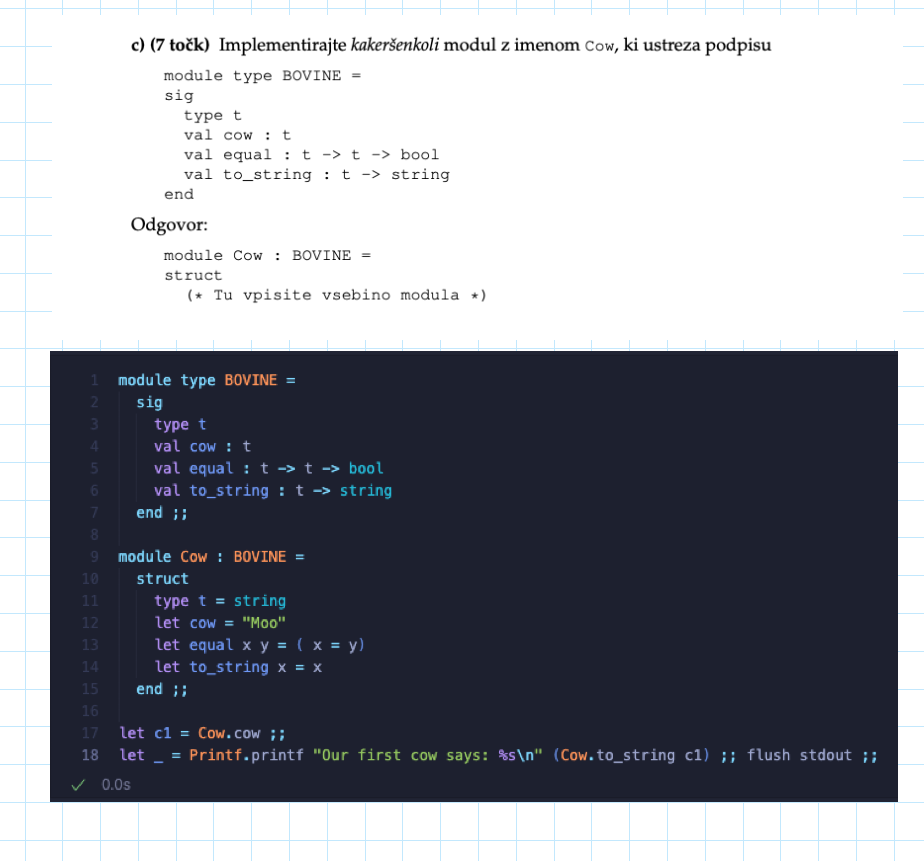 c) (7 točk) Implementirajte kakeršenkoli modul z imenom Cow, ki ustreza podpisu
module type BOVINE =
sig
type t
val cow : t
val equal : t -> t -> bool
val to_string : t -> string
end
Odgovor:
module Cow : BOVINE =
struct
(* Tu vpisite vsebino modula *)
1 module type BOVINE =
2 sig
3 type t
4 val cow : t
5 val equal : t -> t -> bool
6 val to_string : t -> string
7 end ;;
8
9 module Cow : BOVINE =
10 struct
11 type t = string
12 let cow = "Moo"
13 let equal x y = ( x = y)
14 let to_string x = x
15 end ;;
16
17 let c1 = Cow.cow ;;
18 let _ = Printf.printf "Our first cow says: %s\n" (Cow.to_string c1) ;; flush stdout ;;
✓ 0.0s